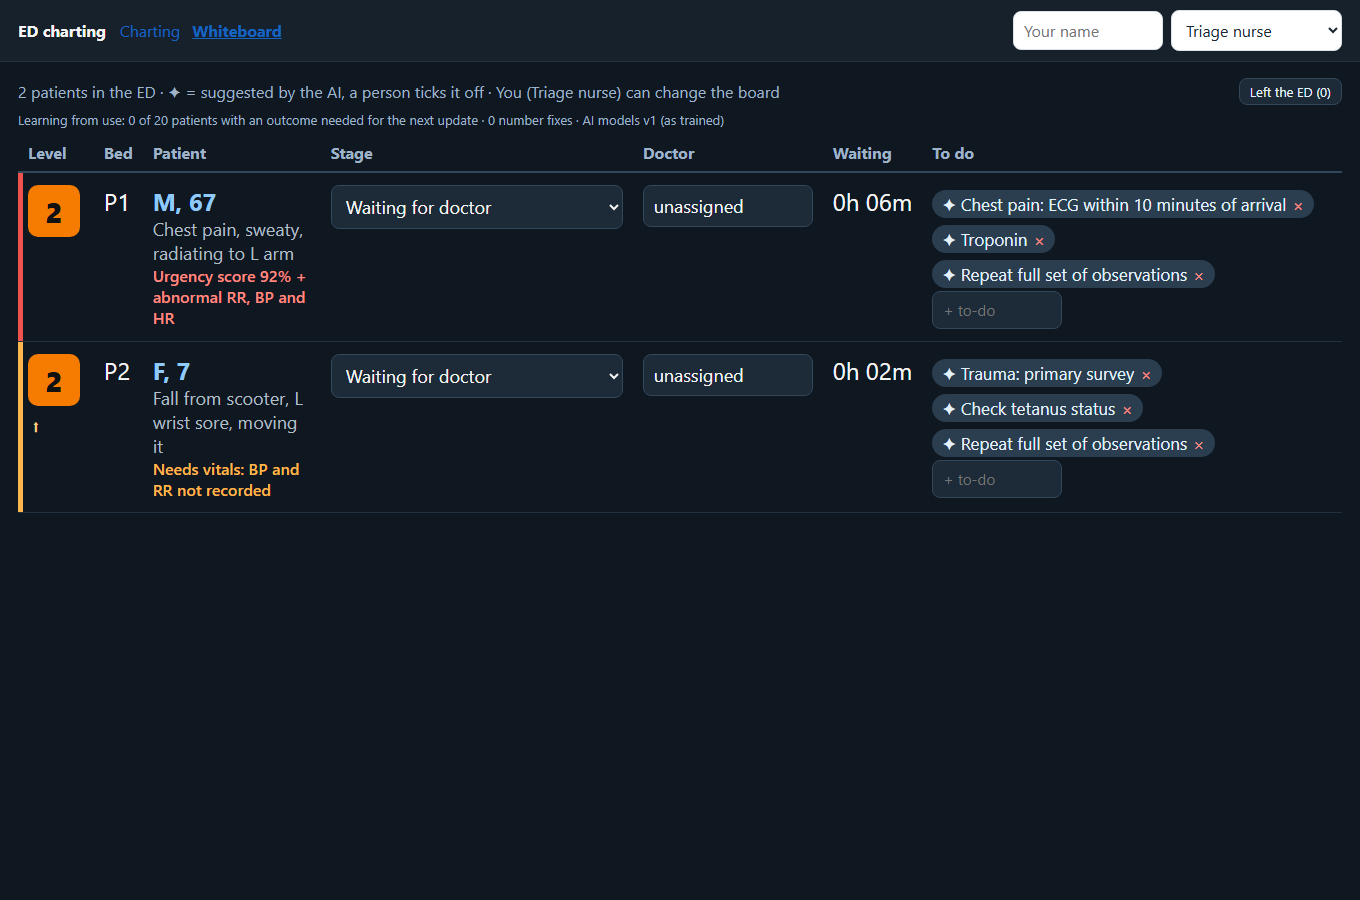 ED charting Charting Whiteboard Your name Triage nurse
2 patients in the ED · ✦ = suggested by the AI, a person ticks it off · You (Triage nurse) can change the board Left the ED (0)
Learning from use: 0 of 20 patients with an outcome needed for the next update · 0 number fixes · AI models v1 (as trained)
Level Bed Patient Stage Doctor Waiting To do
2 P1 M, 67 Waiting for doctor unassigned 0h 06m ✦ Chest pain: ECG within 10 minutes of arrival ×
Chest pain, sweaty,
radiating to L arm
✦ Troponin ×
Urgency score 92% +
abnormal RR, BP and
HR
✦ Repeat full set of observations ×
+ to-do
2 P2 F, 7 Waiting for doctor unassigned 0h 02m ✦ Trauma: primary survey ×
↑
Fall from scooter, L
wrist sore, moving
it
✦ Check tetanus status ×
Needs vitals: BP and
RR not recorded
✦ Repeat full set of observations ×
+ to-do